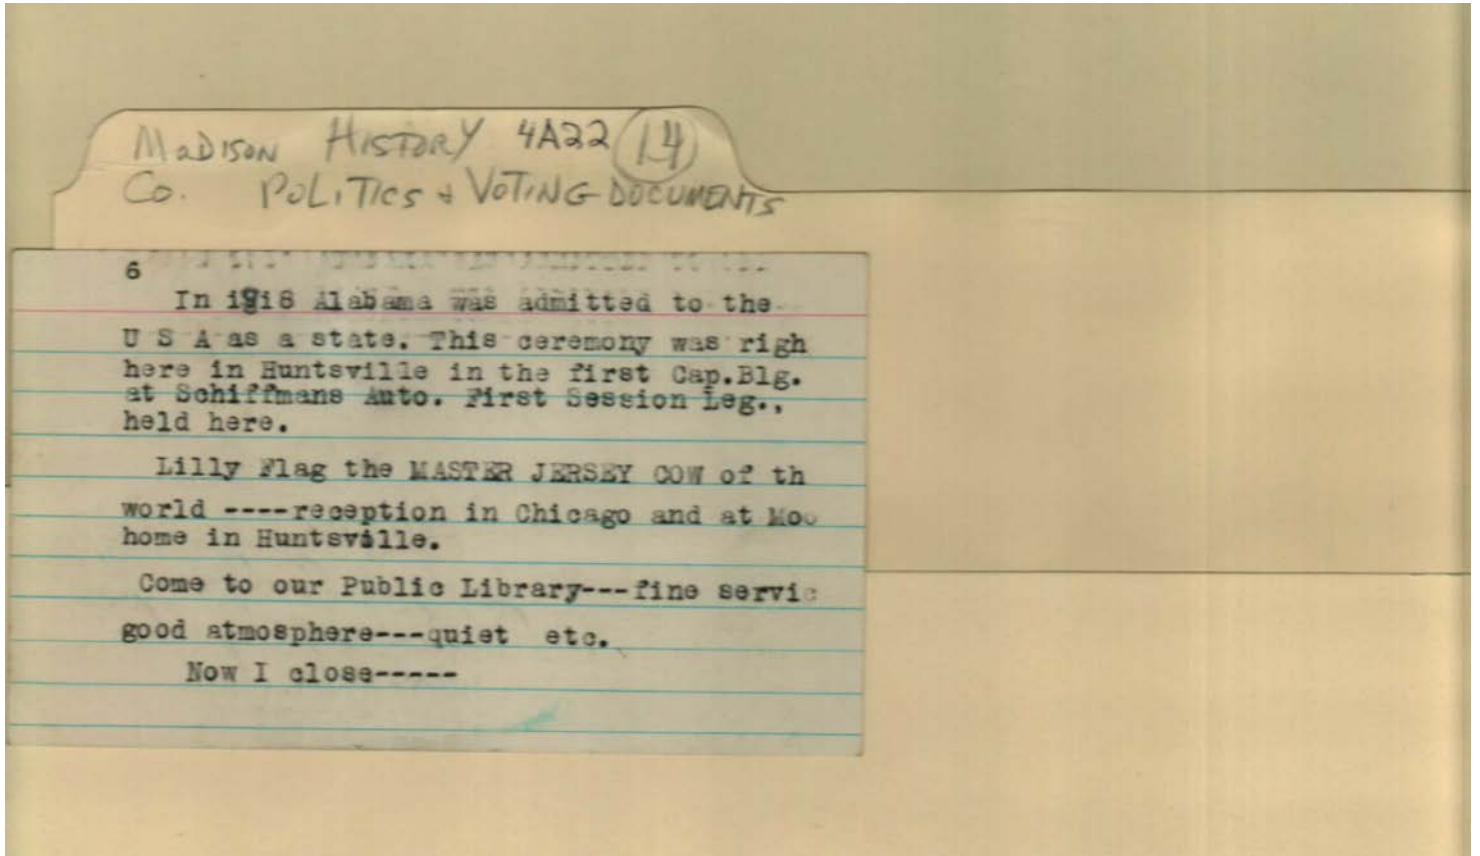 MaDISON HISTORY 4A22 14
Co. POLITICS + VOTING DOCUMENTS
6
In 1918 Alabama was admitted to the
U S A as a state. This ceremony was righ
here in Huntsville in the first Cap.Blg.
at Schiffmans Auto. First Session Leg.,
held here.
Lilly Flag the MASTER JERSEY COW of th
world ----reception in Chicago and at Moo
home in Huntsville.
Come to our Public Library---fine servic
good atmosphere---quiet etc.
Now I close-----